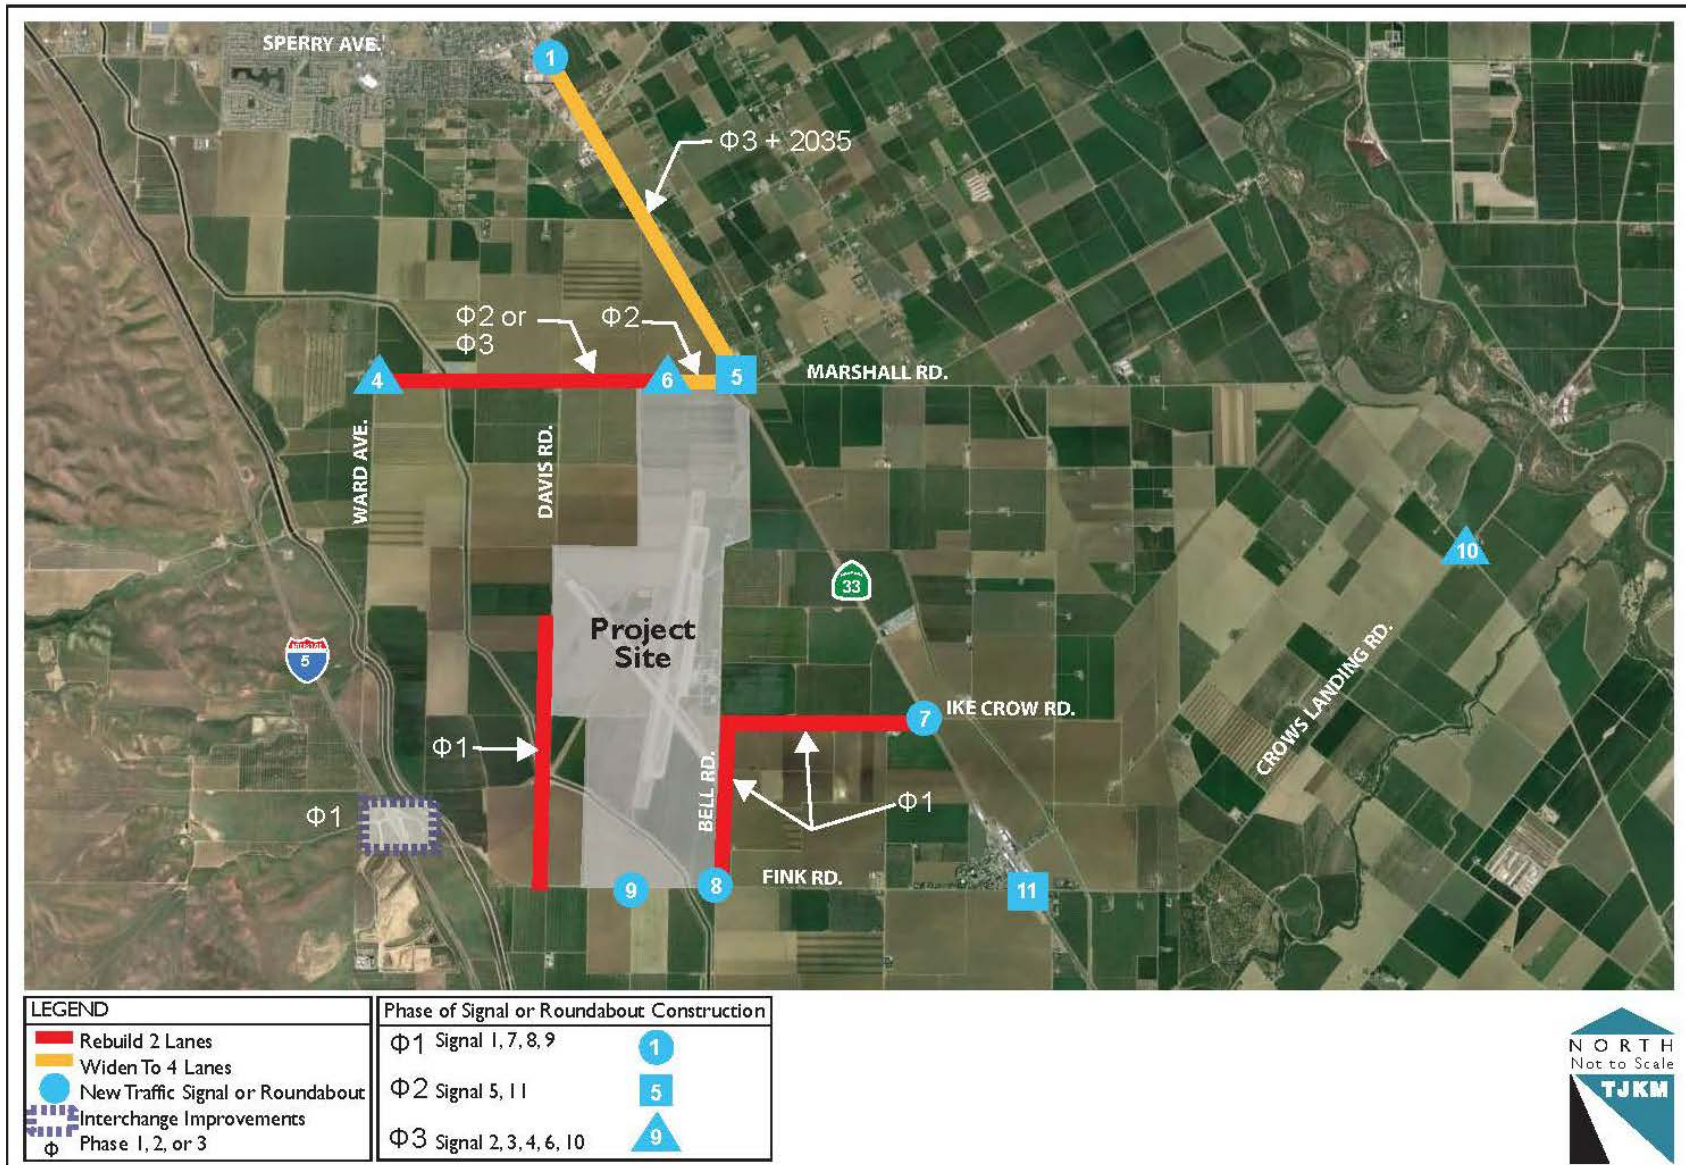 SPERRY AVE.
1
Φ3 + 2035
Φ2 or
Φ3
Φ2
4
6
5
MARSHALL RD.
WARD AVE.
DAVIS RD.
10
33
Project
Site
INTERSTATE
5
CROWS LANDING RD.
7
IKE CROW RD.
Φ1
BELL RD.
Φ1
Φ1
9
8
FINK RD.
11
LEGEND
Rebuild 2 Lanes
Widen To 4 Lanes
New Traffic Signal or Roundabout
Interchange Improvements
Φ Phase 1, 2, or 3
Phase of Signal or Roundabout Construction
Φ1 Signal 1, 7, 8, 9 1
Φ2 Signal 5, 11 5
Φ3 Signal 2, 3, 4, 6, 10 9
NORTH
Not to Scale
TJKM